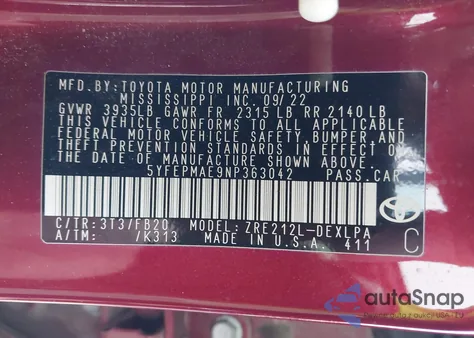 MFD.BY:TOYOTA MOTOR MANUFACTURING
MISSISSIPPI INC. 09/22
GVWR 3935LB GAWR FR 2315 LB RR 2140LB
THIS VEHICLE CONFORMS TO ALL APPLICABLE
FEDERAL MOTOR VEHICLE SAFETY,BUMPER,AND
THEFT PREVENTION STANDARDS IN EFFECT ON
THE DATE OF MANUFACTURE SHOWN ABOVE.
5YFEPMAE9NP363042 PASS.CAR
C/TR:3T3/FB20 MODEL:ZRE212L-DEXLPA
A/TM: /K313 MADE IN U.S.A. 411
TOYOTA
C
autoSnap